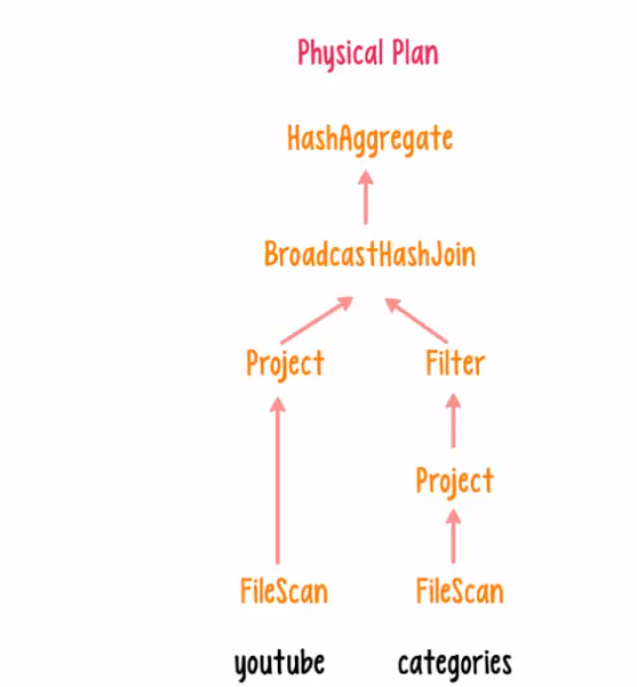 Physical Plan
HashAggregate
BroadcastHashJoin
Project Filter
Project
FileScan FileScan
youtube categories